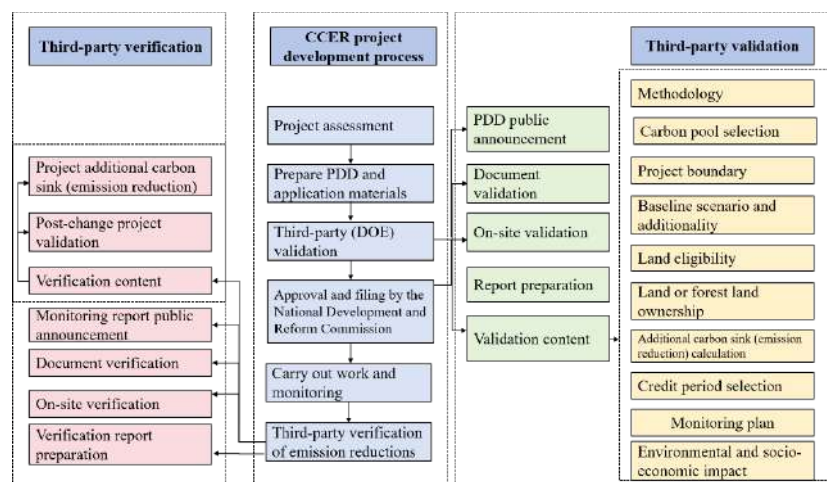 Third-party verification
Project additional carbon
sink (emission reduction)
Post-change project
validation
Verification content
Monitoring report public
announcement
Document verification
On-site verification
Verification report
preparation
CCER project
development process
Project assessment
Prepare PDD and
application materials
Third-party (DOE)
validation
Approval and filing by the
National Development and
Reform Commission
Carry out work and
monitoring
Third-party verification
of emission reductions
PDD public
announcement
Document
validation
On-site validation
Report preparation
Validation content
Third-party validation
Methodology
Carbon pool selection
Project boundary
Baseline scenario and
additionality
Land eligibility
Land or forest land
ownership
Additional carbon sink (emission
reduction) calculation
Credit period selection
Monitoring plan
Environmental and socio-
economic impact